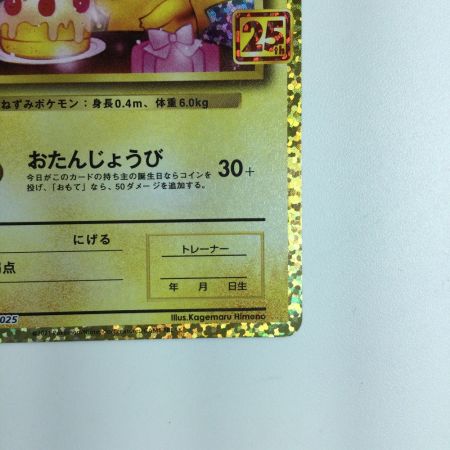 25th
ねずみポケモン：身長0.4m、体重6.0kg
おたんじょうび 30+
今日がこのカードの持ち主の誕生日ならコインを
投げ、「おもて」なら、50ダメージを追加する。
にげる
トレーナー
点
年 月 日生
025
Illus.Kagemaru Himeno